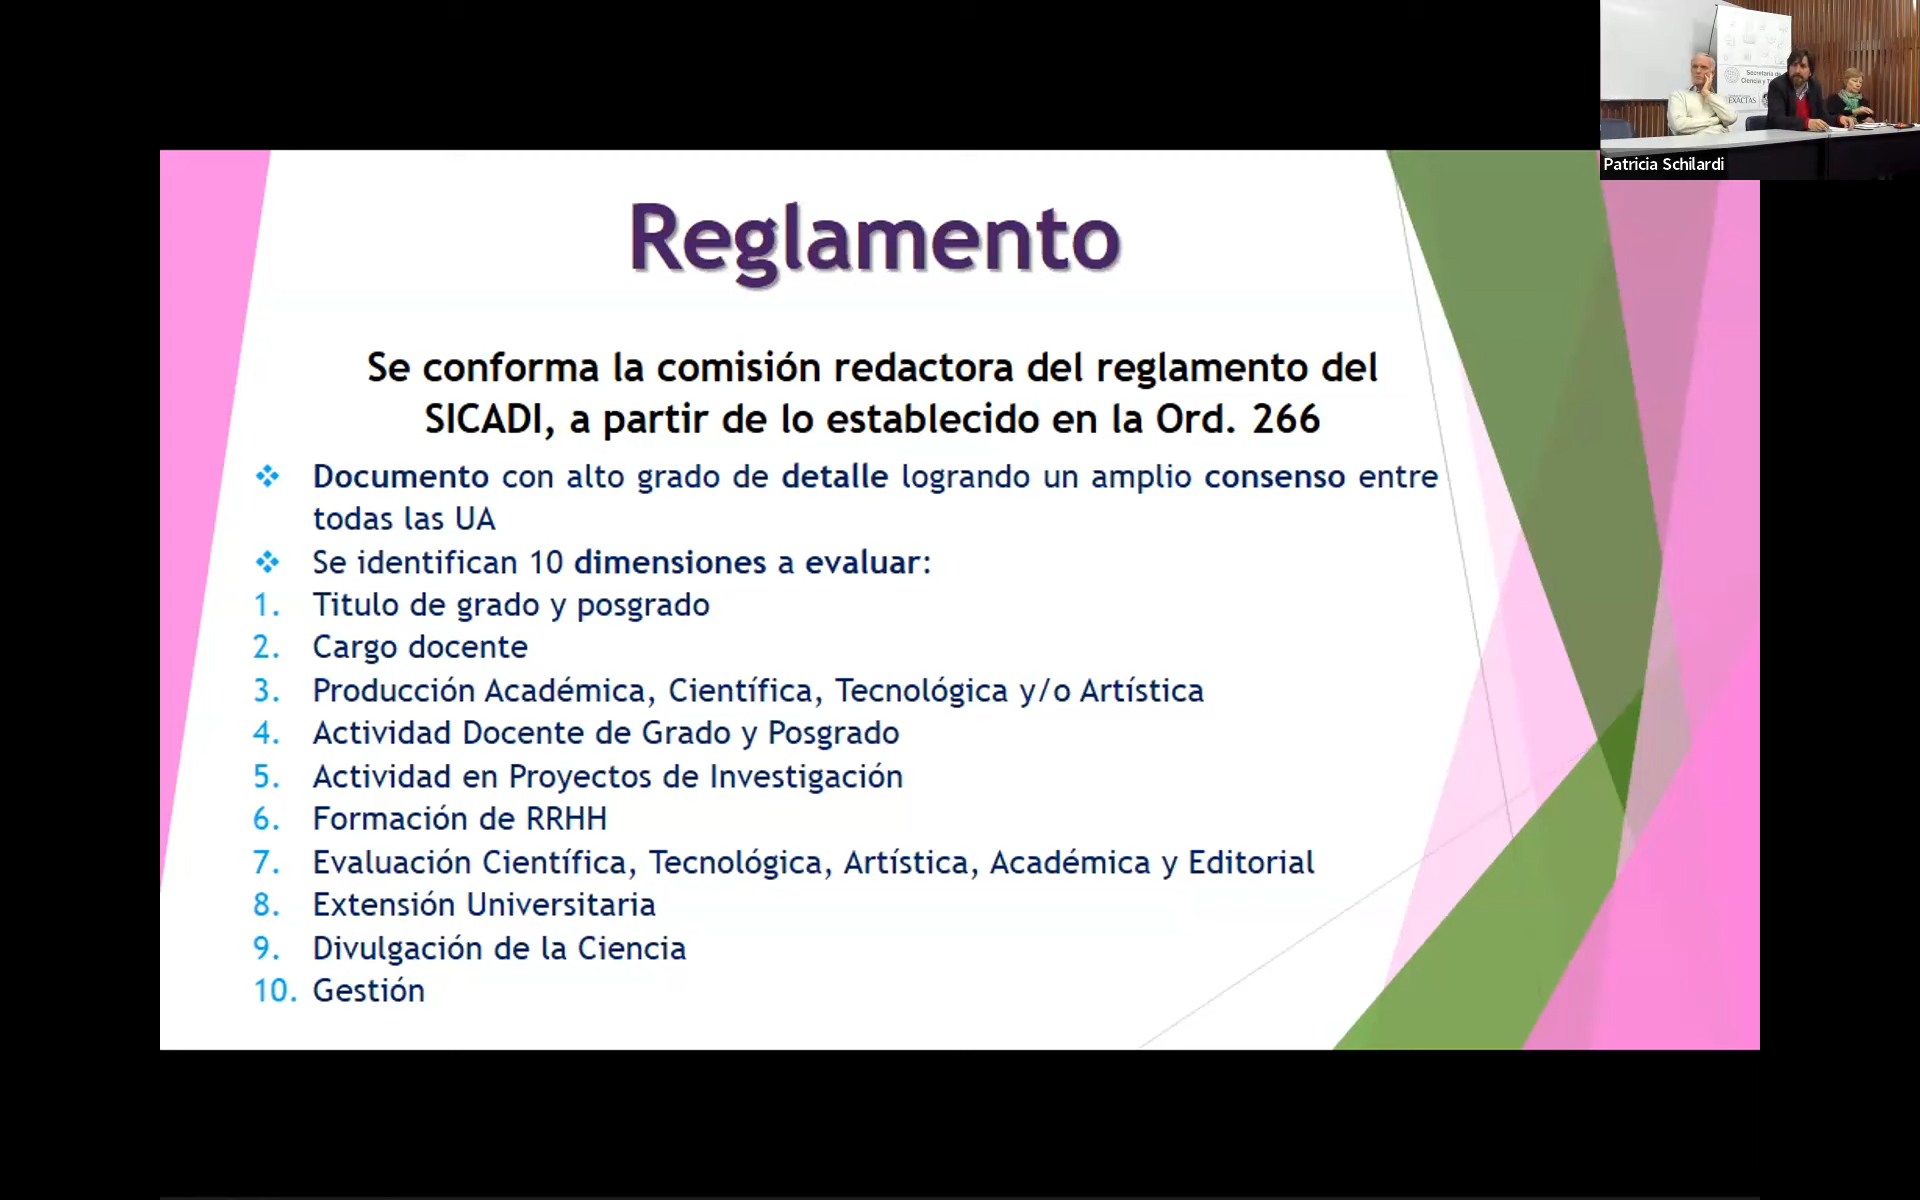 Reglamento
Se conforma la comisión redactora del reglamento del
SICADI, a partir de lo establecido en la Ord. 266
❖ Documento con alto grado de detalle logrando un amplio consenso entre
todas las UA
❖ Se identifican 10 dimensiones a evaluar:
1. Titulo de grado y posgrado
2. Cargo docente
3. Producción Académica, Científica, Tecnológica y/o Artística
4. Actividad Docente de Grado y Posgrado
5. Actividad en Proyectos de Investigación
6. Formación de RRHH
7. Evaluación Científica, Tecnológica, Artística, Académica y Editorial
8. Extensión Universitaria
9. Divulgación de la Ciencia
10. Gestión
Secretaría de
Ciencia y
EXACTAS
Patricia Schilardi